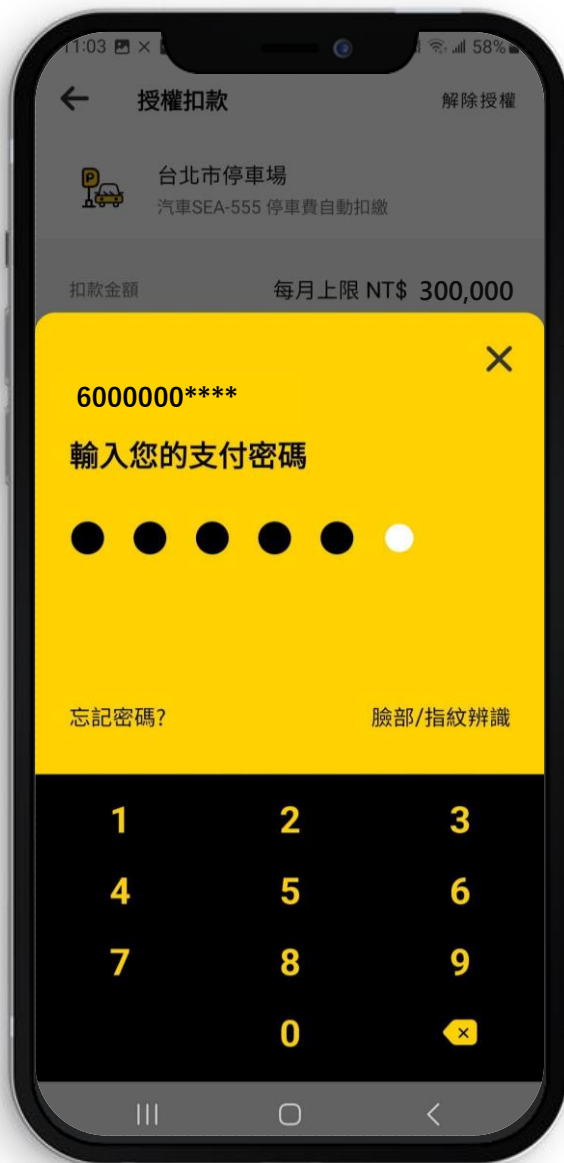 11:03
58%
授權扣款 解除授權
P
台北市停車場
汽車SEA-555 停車費自動扣繳
扣款金額 每月上限 NT$ 300,000
6000000****
輸入您的支付密碼
忘記密碼? 臉部/指紋辨識
1 2 3
4 5 6
7 8 9
0